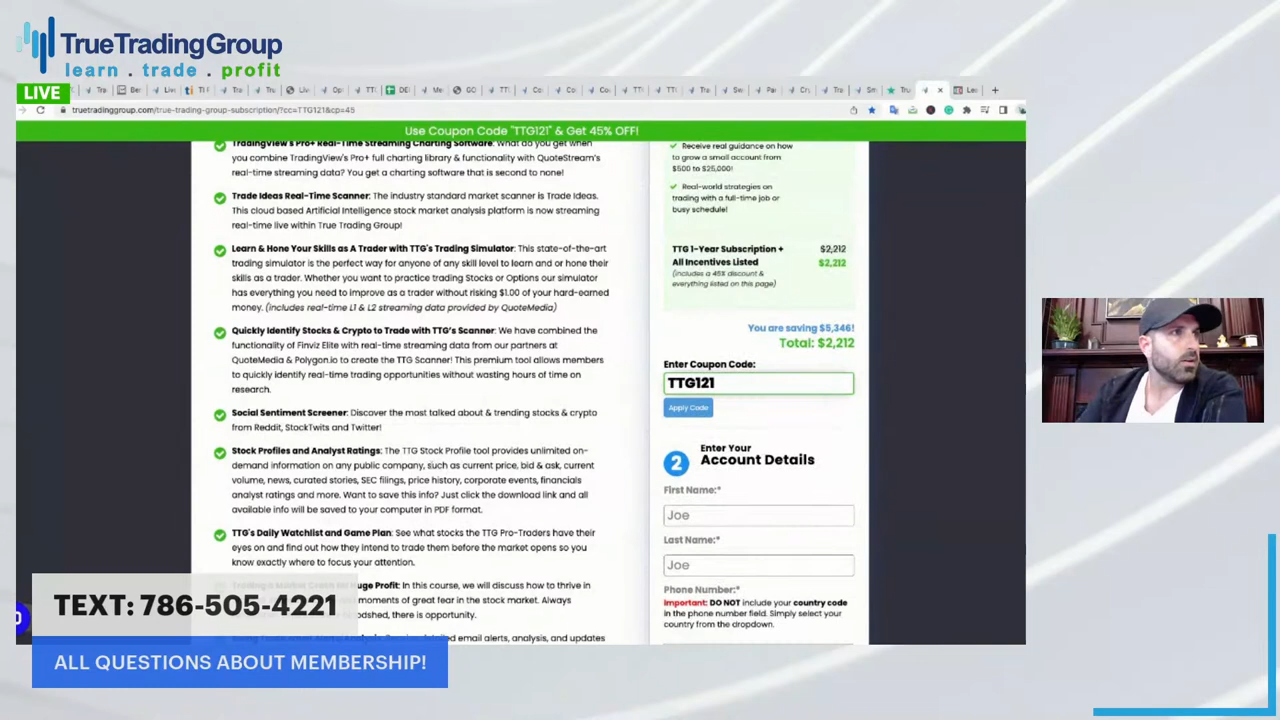 TrueTradingGroup
learn . trade . profit
LIVE
truetradinggroup.com/true-trading-group-subscription/?cc=TTG121&cp=45
Use Coupon Code "TTG121" & Get 45% OFF!
TradingView's Pro+ Real-Time Streaming Charting Software: What do you get when
you combine TradingView's Pro+ full charting library & functionality with QuoteStream's
real-time streaming data? You get a charting software that is second to none!
Trade Ideas Real-Time Scanner: The industry standard market scanner is Trade Ideas.
This cloud based Artificial Intelligence stock market analysis platform is now streaming
real-time live within True Trading Group!
Learn & Hone Your Skills as A Trader with TTG's Trading Simulator: This state-of-the-art
trading simulator is the perfect way for anyone of any skill level to learn and or hone their
skills as a trader. Whether you want to practice trading Stocks or Options our simulator
has everything you need to improve as a trader without risking $1.00 of your hard-earned
money. (includes real-time L1 & L2 streaming data provided by QuoteMedia)
Quickly Identify Stocks & Crypto to Trade with TTG's Scanner: We have combined the
functionality of Finviz Elite with real-time streaming data from our partners at
QuoteMedia & Polygon.io to create the TTG Scanner! This premium tool allows members
to quickly identify real-time trading opportunities without wasting hours of time on
research.
Social Sentiment Screener: Discover the most talked about & trending stocks & crypto
from Reddit, StockTwits and Twitter!
Stock Profiles and Analyst Ratings: The TTG Stock Profile tool provides unlimited on-
demand information on any public company, such as current price, bid & ask, current
volume, news, curated stories, SEC filings, price history, corporate events, financials
analyst ratings and more. Want to save this info? Just click the download link and all
available info will be saved to your computer in PDF format.
TTG's Daily Watchlist and Game Plan: See what stocks the TTG Pro-Traders have their
eyes on and find out how they intend to trade them before the market opens so you
know exactly where to focus your attention.
Huge Profit: In this course, we will discuss how to thrive in
moments of great fear in the stock market. Always
there is opportunity.
email alerts, analysis, and updates
Receive real guidance on how
to grow a small account from
$500 to $25,000!
Real-world strategies on
trading with a full-time job or
busy schedule!
TTG 1-Year Subscription + $2,212
All Incentives Listed $2,212
(includes a 45% discount &
everything listed on this page)
You are saving $5,346!
Total: $2,212
Enter Coupon Code:
TTG121
Apply Code
2 Enter Your
Account Details
First Name:*
Joe
Last Name:*
Joe
Phone Number:*
Important: DO NOT include your country code
in the phone number field. Simply select your
country from the dropdown.
TEXT: 786-505-4221
ALL QUESTIONS ABOUT MEMBERSHIP!